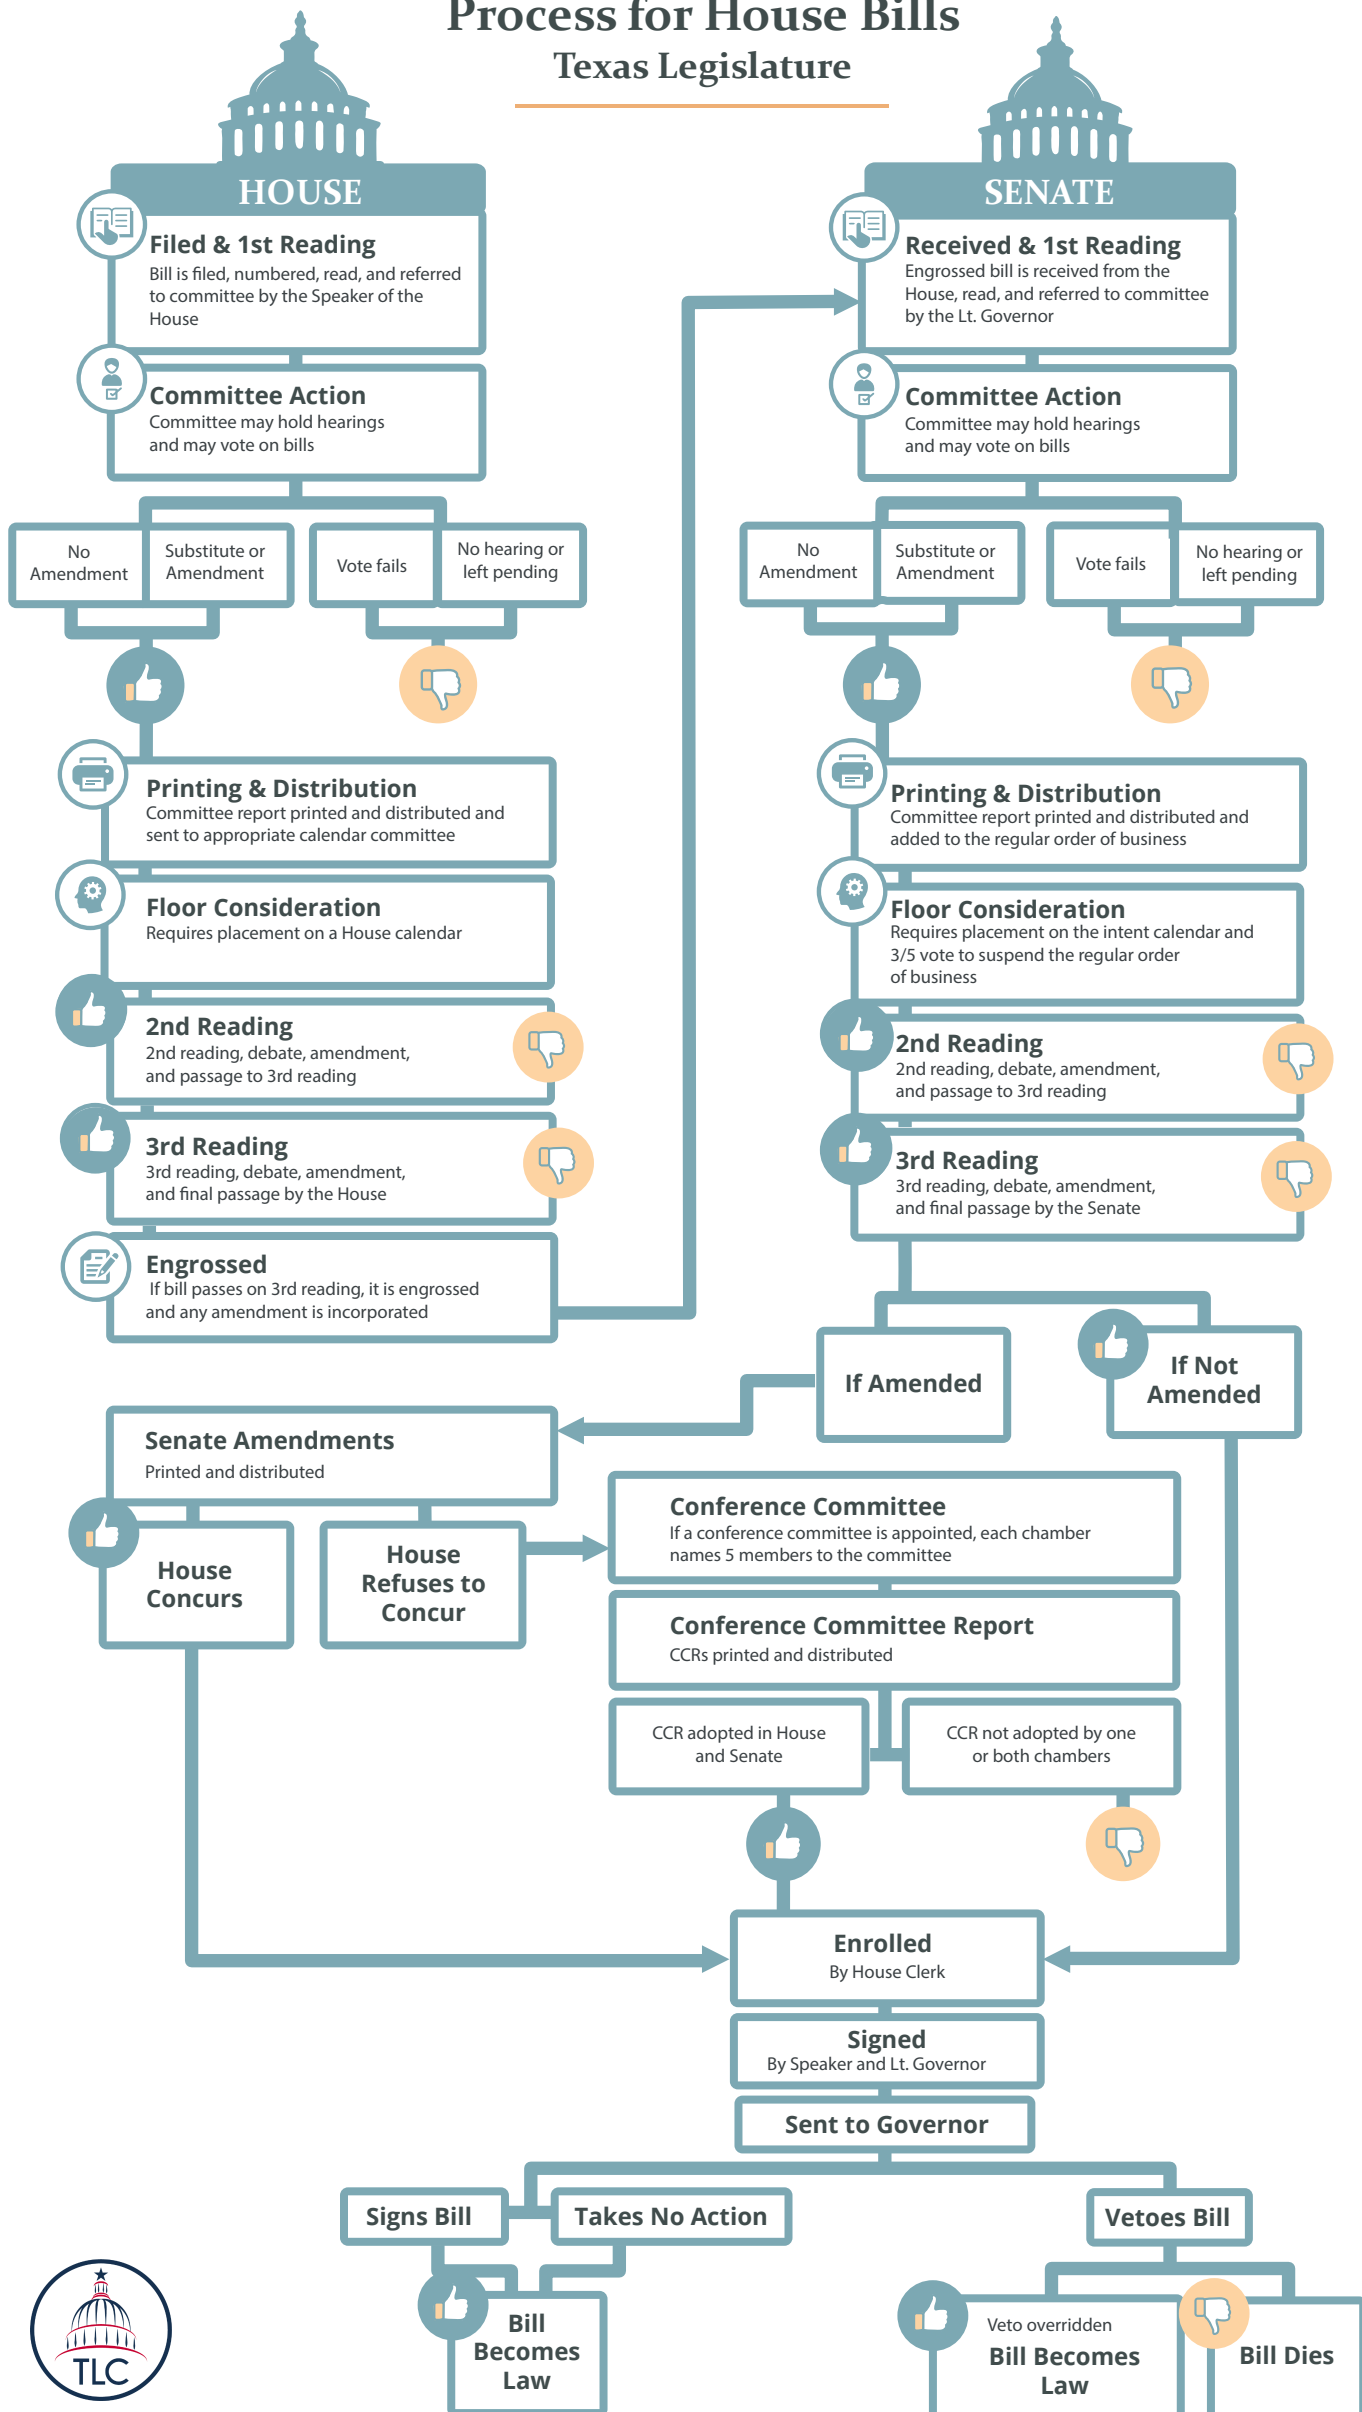 Process for House Bills
Texas Legislature
HOUSE
Filed & 1st Reading
Bill is filed, numbered, read, and referred
to committee by the Speaker of the
House
Committee Action
Committee may hold hearings
and may vote on bills
No
Amendment
Substitute or
Amendment
Vote fails
No hearing or
left pending
Printing & Distribution
Committee report printed and distributed and
sent to appropriate calendar committee
Floor Consideration
Requires placement on a House calendar
2nd Reading
2nd reading, debate, amendment,
and passage to 3rd reading
3rd Reading
3rd reading, debate, amendment,
and final passage by the House
Engrossed
If bill passes on 3rd reading, it is engrossed
and any amendment is incorporated
SENATE
Received & 1st Reading
Engrossed bill is received from the
House, read, and referred to committee
by the Lt. Governor
Committee Action
Committee may hold hearings
and may vote on bills
No
Amendment
Substitute or
Amendment
Vote fails
No hearing or
left pending
Printing & Distribution
Committee report printed and distributed and
added to the regular order of business
Floor Consideration
Requires placement on the intent calendar and
3/5 vote to suspend the regular order
of business
2nd Reading
2nd reading, debate, amendment,
and passage to 3rd reading
3rd Reading
3rd reading, debate, amendment,
and final passage by the Senate
If Amended
If Not
Amended
Senate Amendments
Printed and distributed
House
Concurs
House
Refuses to
Concur
Conference Committee
If a conference committee is appointed, each chamber
names 5 members to the committee
Conference Committee Report
CCRs printed and distributed
CCR adopted in House
and Senate
CCR not adopted by one
or both chambers
Enrolled
By House Clerk
Signed
By Speaker and Lt. Governor
Sent to Governor
Signs Bill
Takes No Action
Vetoes Bill
Bill
Becomes
Law
Veto overridden
Bill Becomes
Law
Bill Dies
TLC